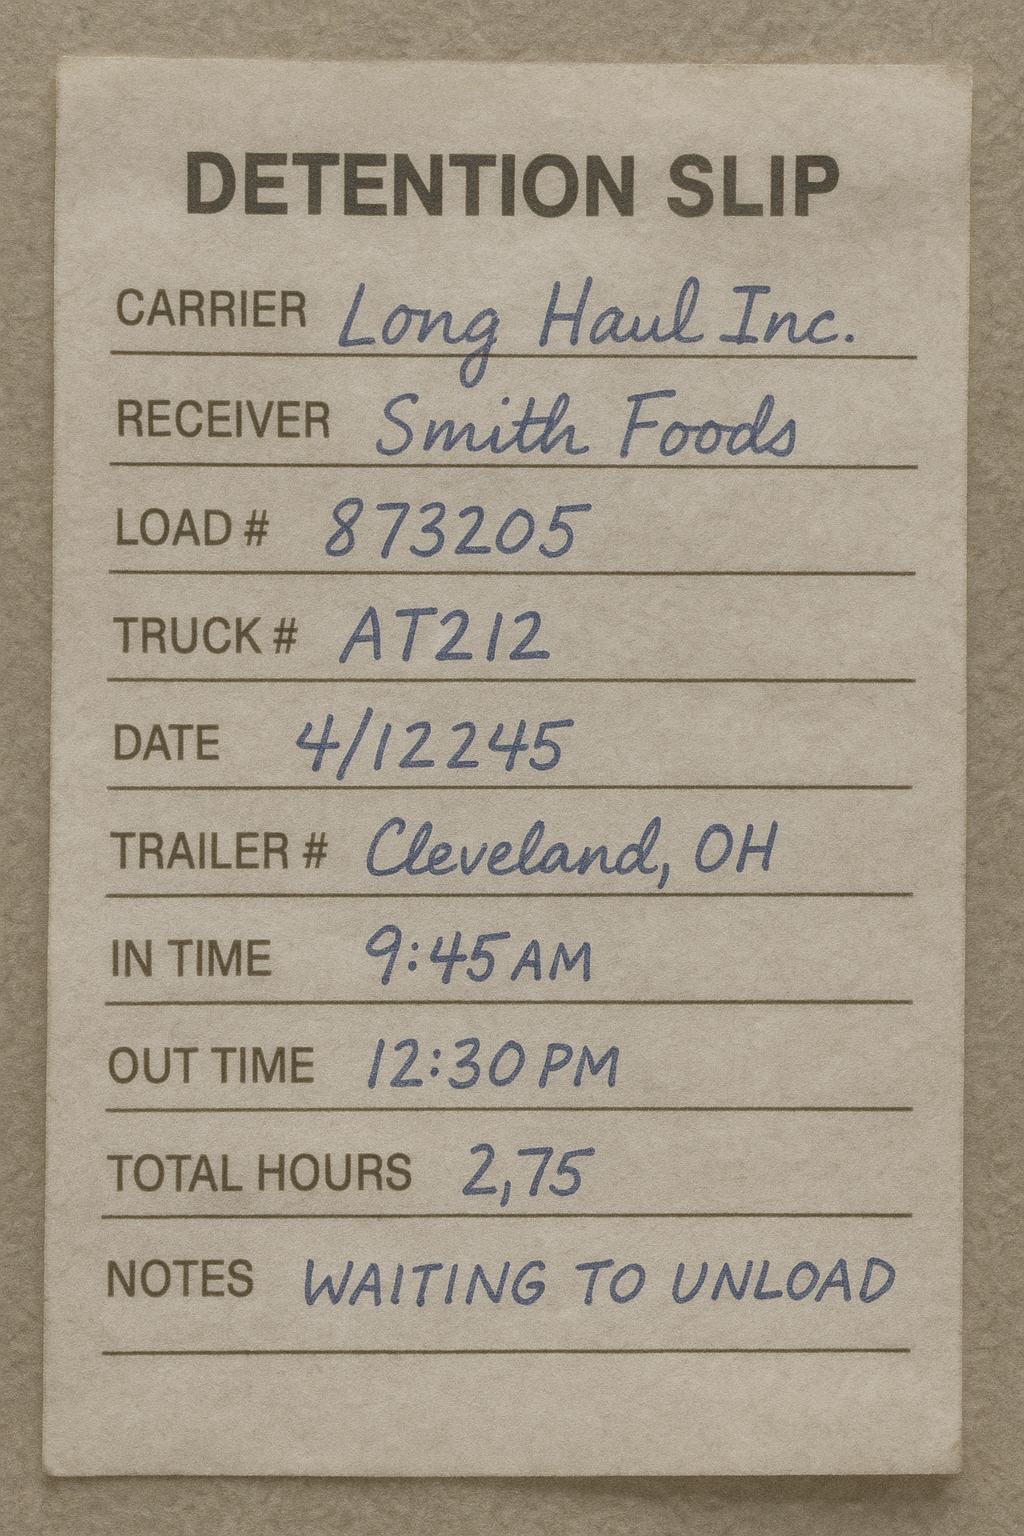 DETENTION SLIP
CARRIER Long Haul Inc.
RECEIVER Smith Foods
LOAD # 873205
TRUCK # AT212
DATE 4/12245
TRAILER # Cleveland, OH
IN TIME 9:45 AM
OUT TIME 12:30 PM
TOTAL HOURS 2,75
NOTES WAITING TO UNLOAD